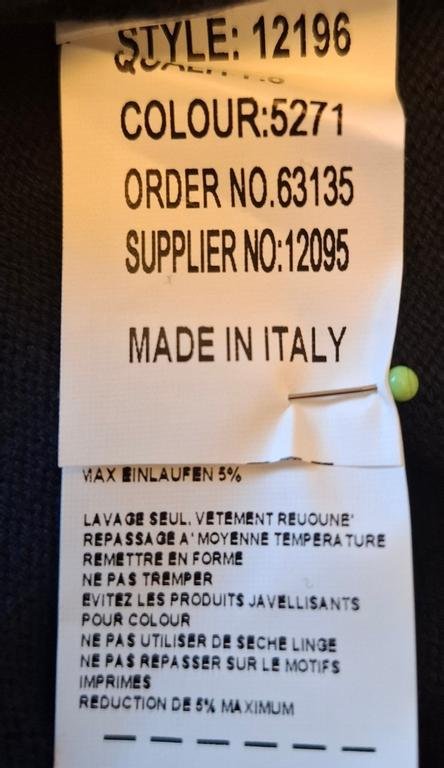 STYLE: 12196
COLOUR:5271
ORDER NO.63135
SUPPLIER NO:12095
MADE IN ITALY
MAX EINLAUFEN 5%
LAVAGE SEUL. VETEMENT REUOUNE'
REPASSAGE A' MOYENNE TEMPERATURE
REMETTRE EN FORME
NE PAS TREMPER
EVITEZ LES PRODUITS JAVELLISANTS
POUR COLOUR
NE PAS UTILISER DE SECHE LINGE
NE PAS REPASSER SUR LE MOTIFS
IMPRIMES
REDUCTION DE 5% MAXIMUM